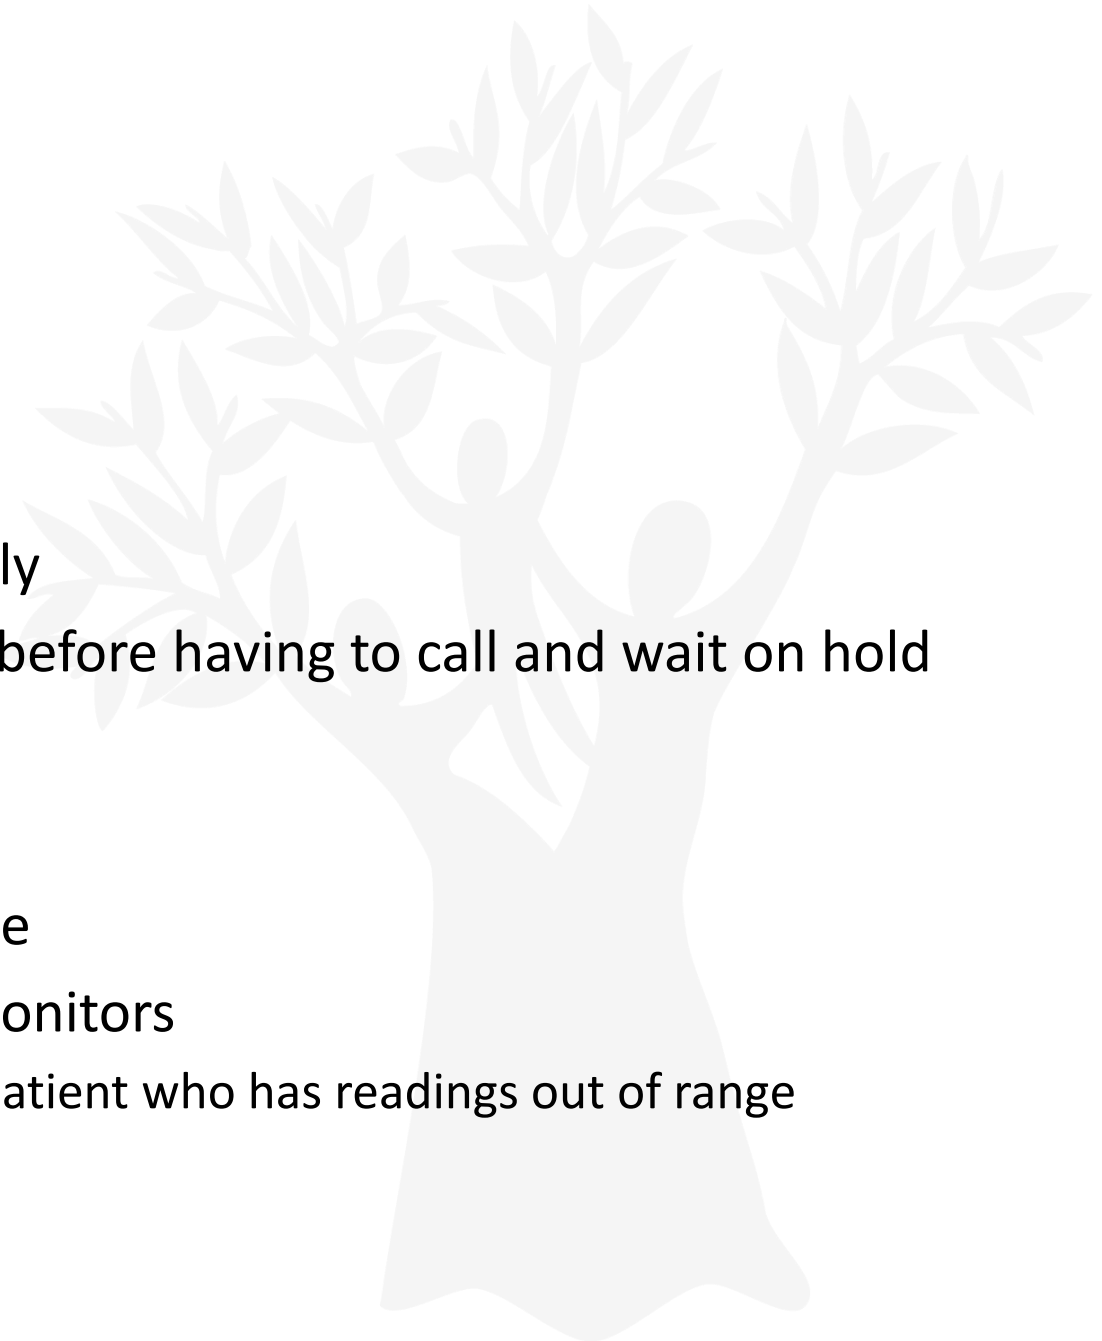 ly
before having to call and wait on hold
e
onitors
atient who has readings out of range